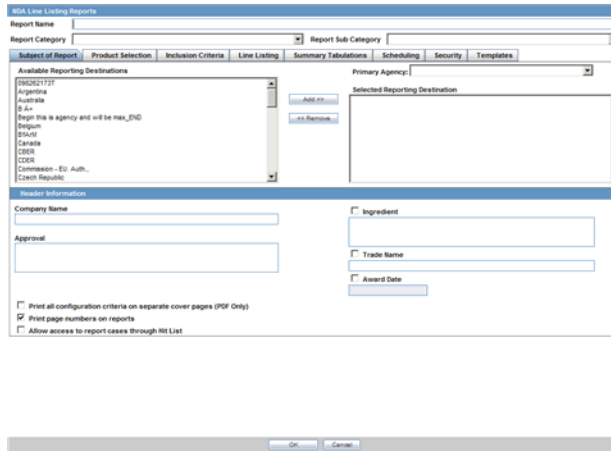 NDA Line Listing Reports
Report Name
Report Category Report Sub Category
Subject of Report Product Selection Inclusion Criteria Line Listing Summary Tabulations Scheduling Security Templates
Available Reporting Destinations
Primary Agency:
Argentina
Australia
B A+
Begin this is agency and will be max_END
Belgium
BfArM
Canada
CBER
CDER
Commission - EU. Auth.,
Czech Republic
Add >>
<< Remove
Selected Reporting Destination
Header Information
Company Name
Ingredient
Approval
Trade Name
Award Date
Print all configuration criteria on separate cover pages (PDF Only)
Print page numbers on reports
Allow access to report cases through Hit List
OK Cancel